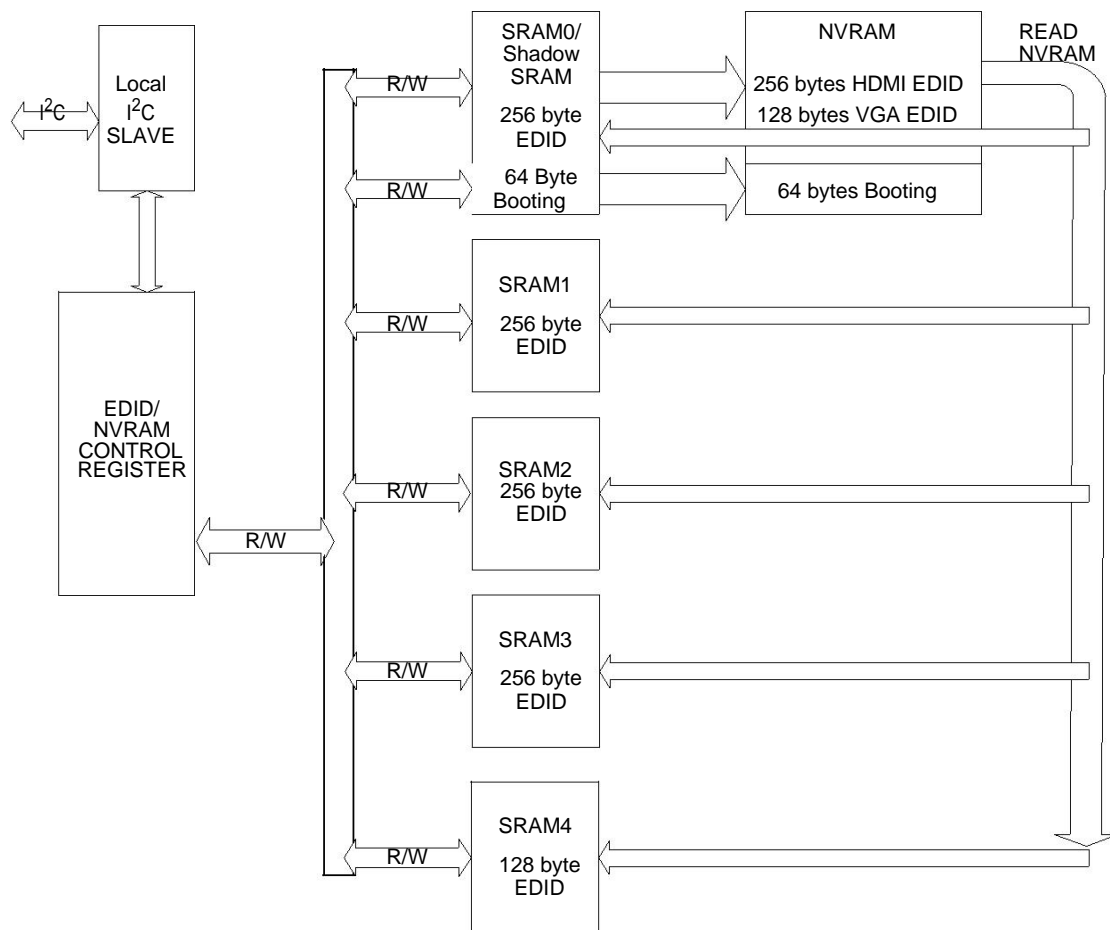 SRAM0/
Shadow
SRAM
256 byte
EDID
64 Byte
Booting
NVRAM
256 bytes HDMI EDID
128 bytes VGA EDID
64 bytes Booting
READ
NVRAM
Local
I²C
SLAVE
I²C
R/W
R/W
SRAM1
256 byte
EDID
R/W
EDID/
NVRAM
CONTROL
REGISTER
R/W
SRAM2
256 byte
EDID
R/W
SRAM3
256 byte
EDID
R/W
SRAM4
128 byte
EDID
R/W